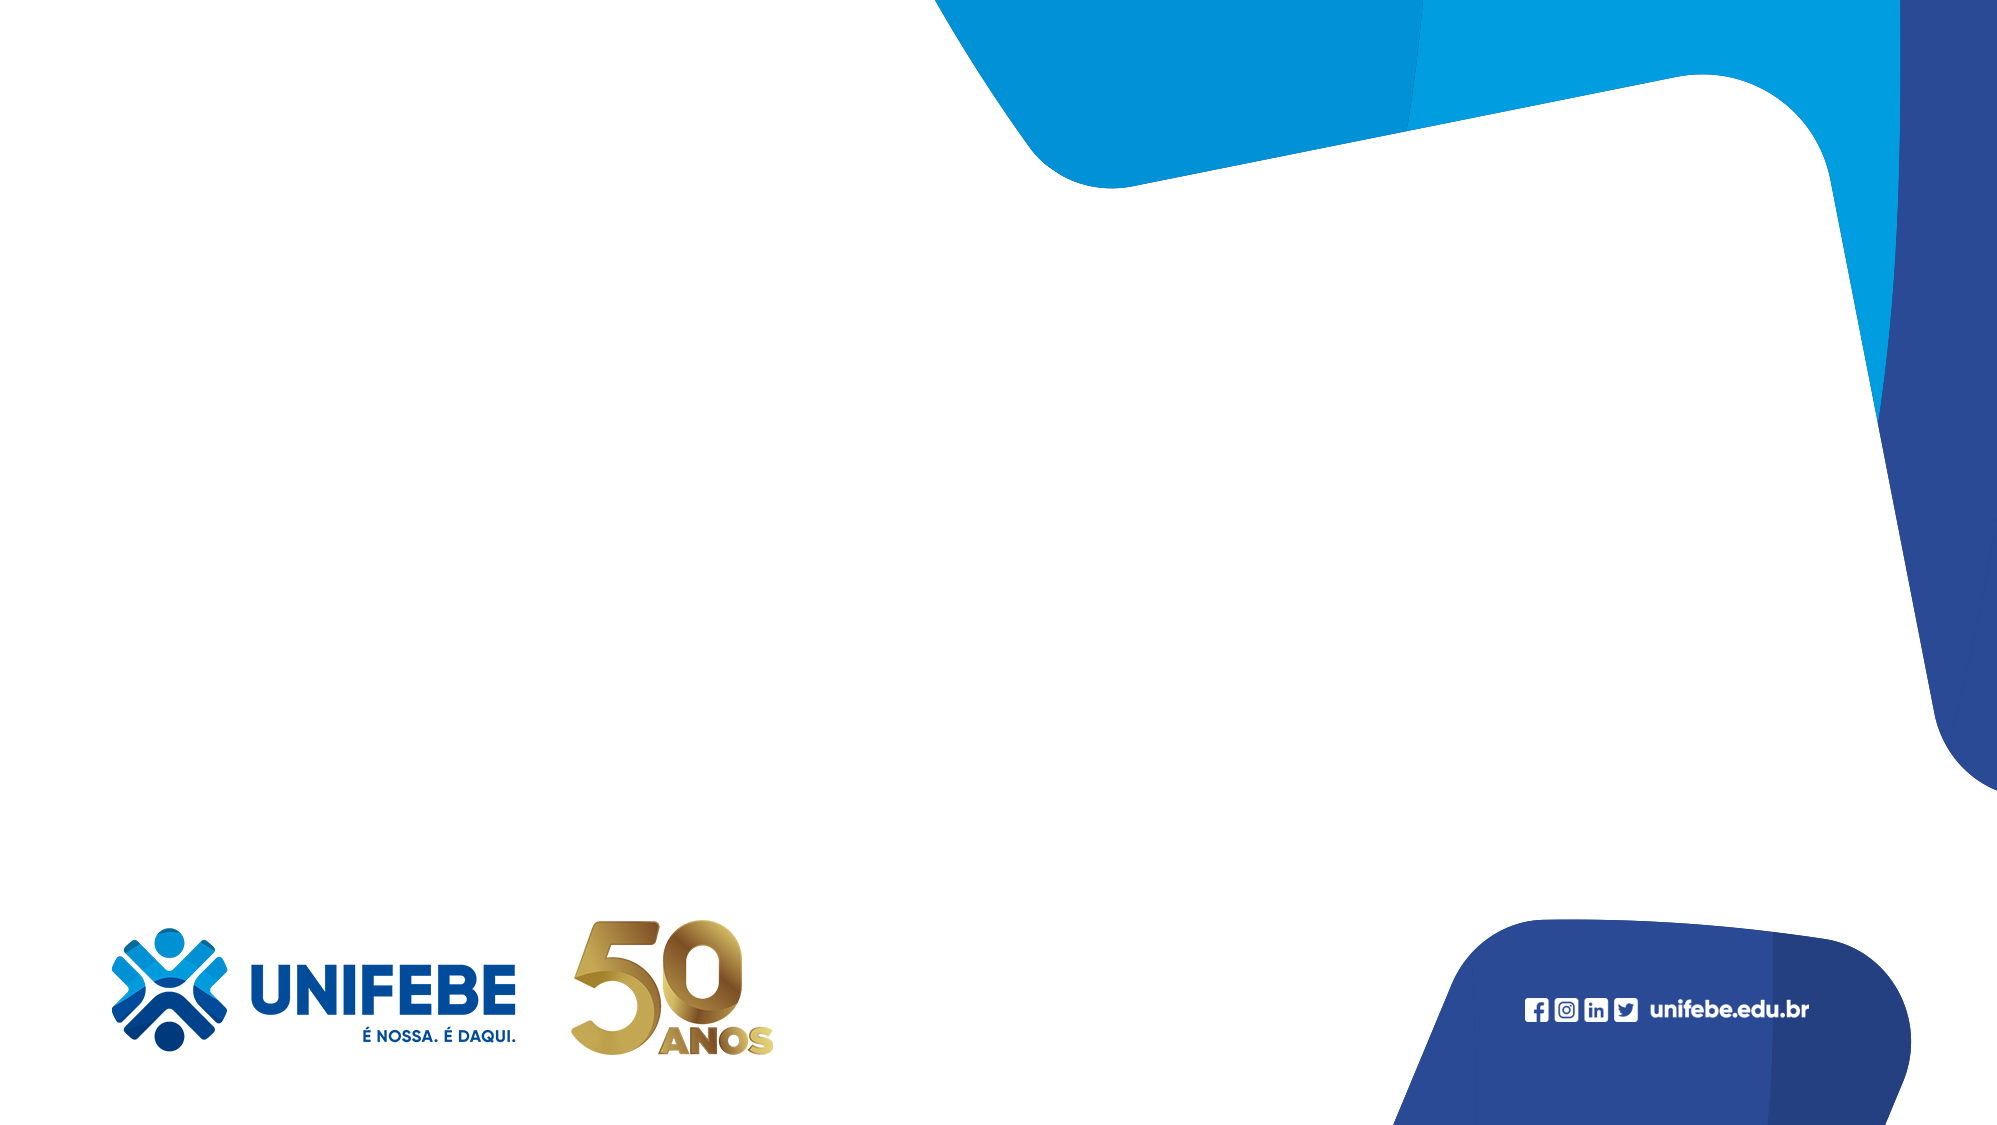 UNIFEBE
É NOSSA. É DAQUI.
50
ANOS
unifebe.edu.br